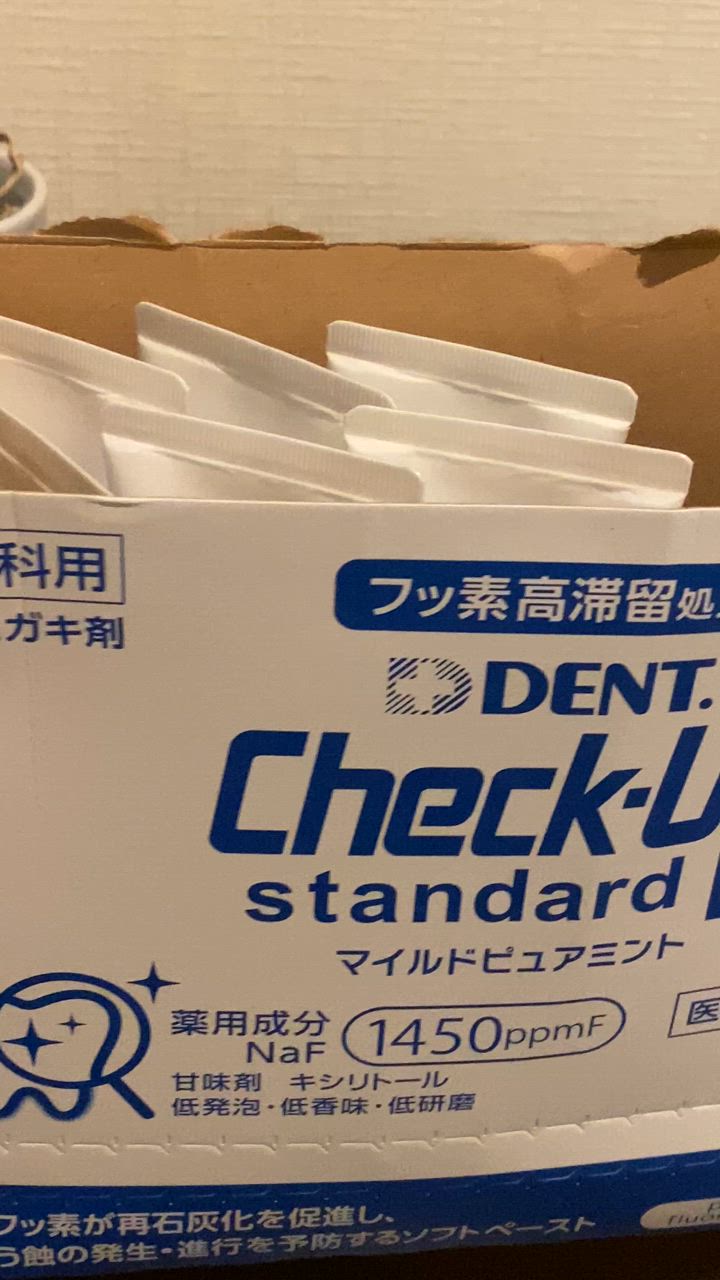 科用
ガキ剤
フッ素高滞留処
DENT.
Check-U
standard
マイルドピュアミント
薬用成分
NaF
1450ppmF
医
甘味剤 キシリトール
低発泡・低香味・低研磨
フッ素が再石灰化を促進し、
う蝕の発生・進行を予防するソフトペースト